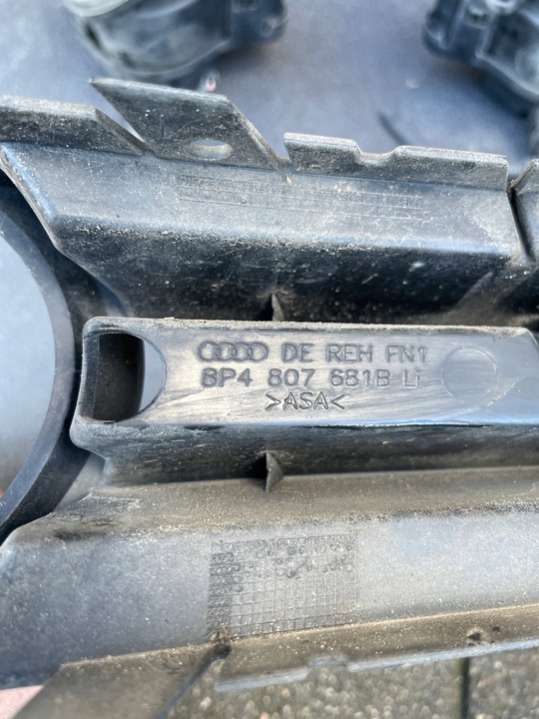 DE REH FN1
8P4 807 681B Li
>ASA<